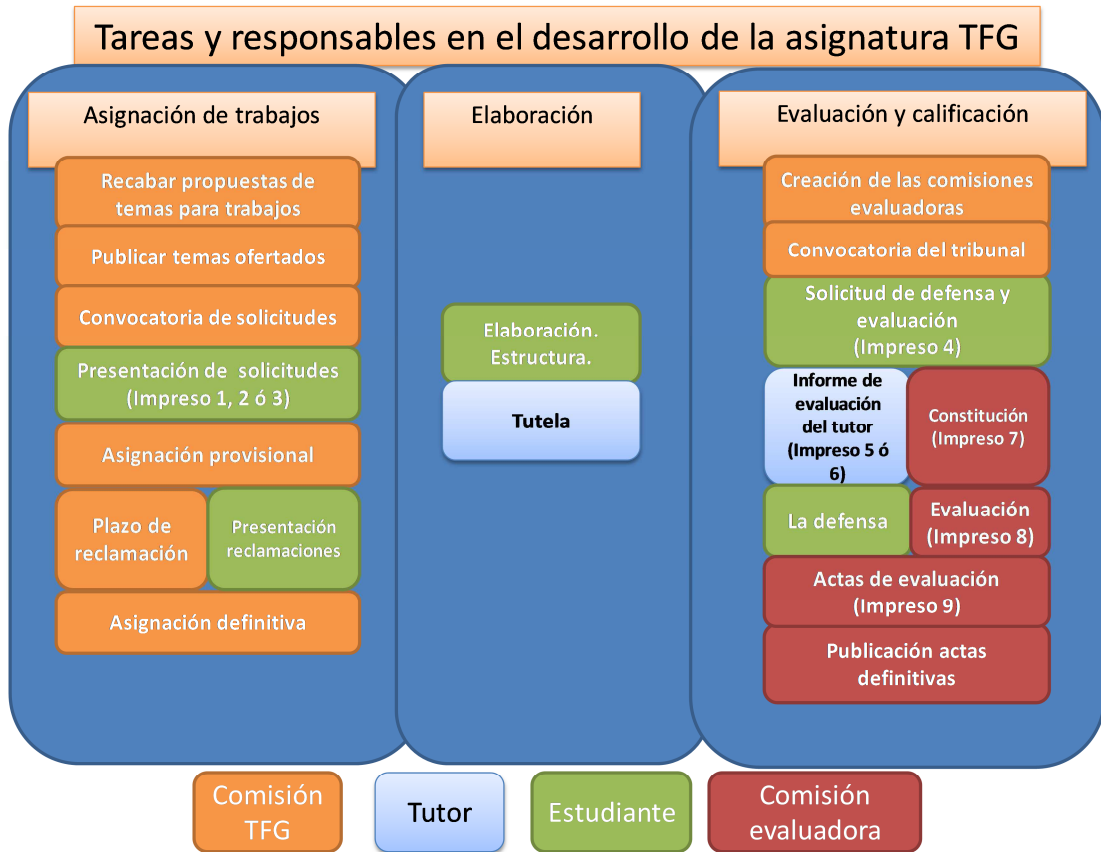 Tareas y responsables en el desarrollo de la asignatura TFG
Asignación de trabajos
Recabar propuestas de
temas para trabajos
Publicar temas ofertados
Convocatoria de solicitudes
Presentación de solicitudes
(Impreso 1, 2 ó 3)
Asignación provisional
Plazo de
reclamación
Presentación
reclamaciones
Asignación definitiva
Elaboración
Elaboración.
Estructura.
Tutela
Evaluación y calificación
Creación de las comisiones
evaluadoras
Convocatoria del tribunal
Solicitud de defensa y
evaluación
(Impreso 4)
Informe de
evaluación
del tutor
(Impreso 5 ó
6)
Constitución
(Impreso 7)
La defensa
Evaluación
(Impreso 8)
Actas de evaluación
(Impreso 9)
Publicación actas
definitivas
Comisión
TFG
Tutor
Estudiante
Comisión
evaluadora